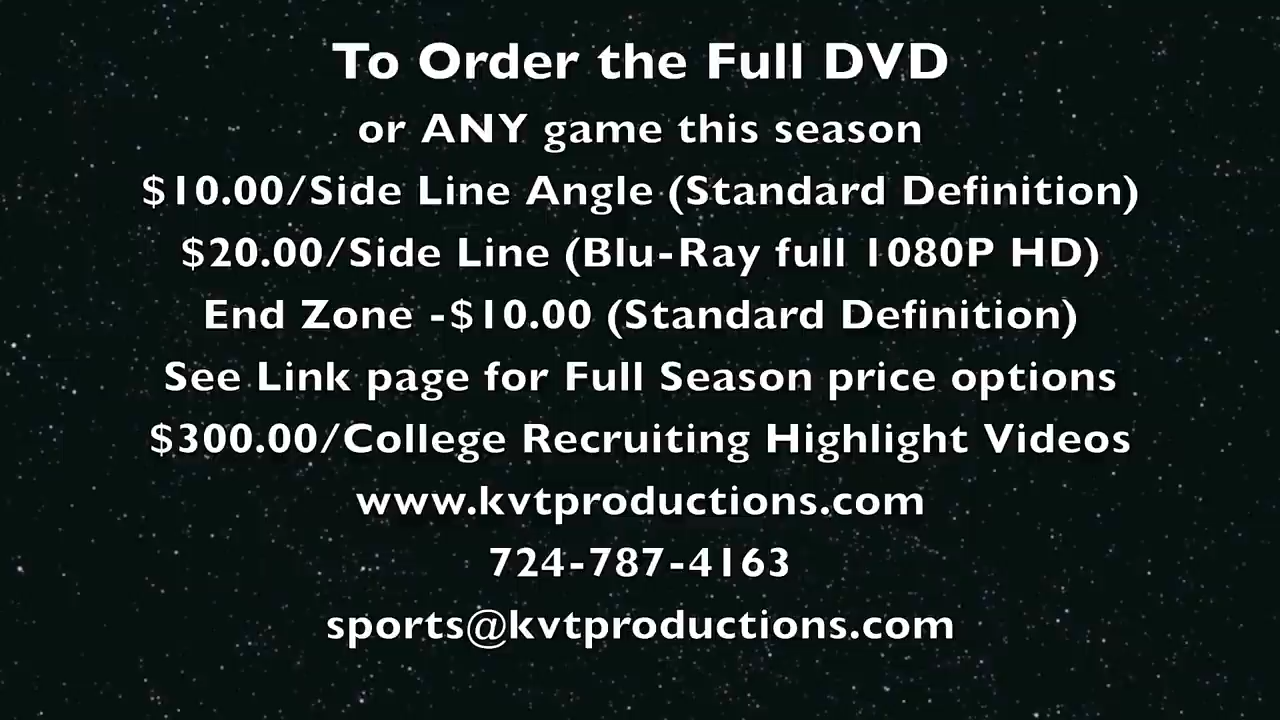 To Order the Full DVD
or ANY game this season
$10.00/Side Line Angle (Standard Definition)
$20.00/Side Line (Blu-Ray full 1080P HD)
End Zone -$10.00 (Standard Definition)
See Link page for Full Season price options
$300.00/College Recruiting Highlight Videos
www.kvtproductions.com
724-787-4163
sports@kvtproductions.com